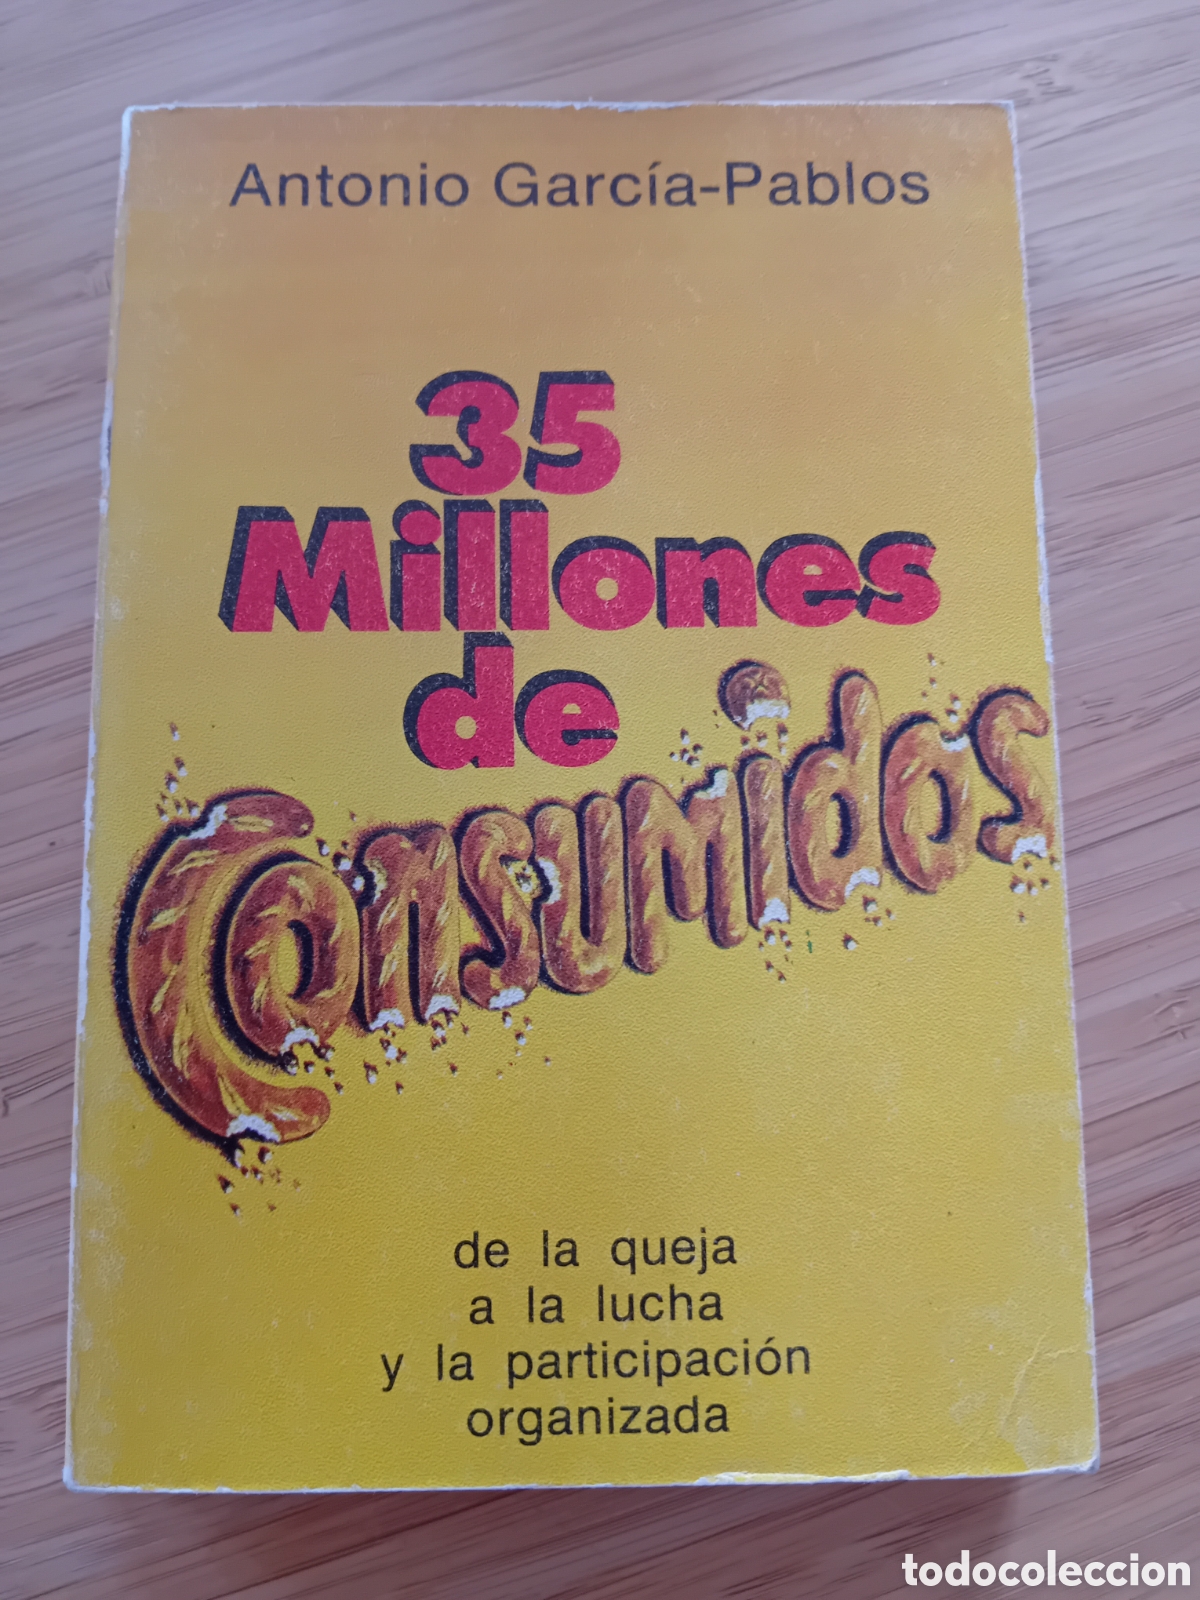 Antonio García-Pablos
35
Millones
de
Consumidos
de la queja
a la lucha
y la participación
organizada
todocoleccion